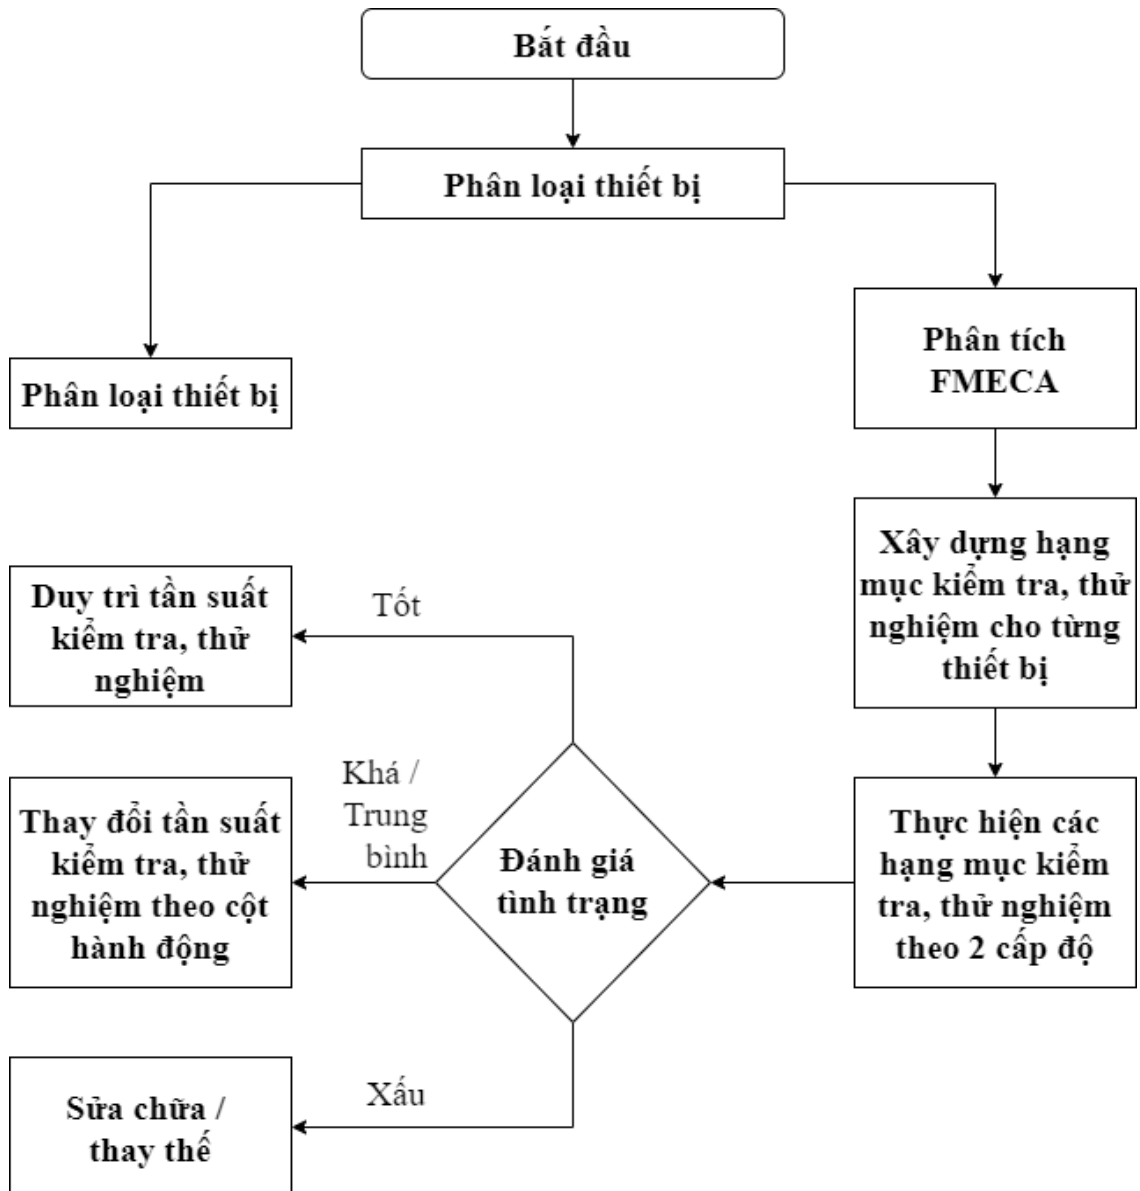 Bắt đầu
Phân loại thiết bị
Phân loại thiết bị
Phân tích
FMECA
Xây dựng hạng
mục kiểm tra, thử
nghiệm cho từng
thiết bị
Thực hiện các
hạng mục kiểm
tra, thử nghiệm
theo 2 cấp độ
Đánh giá
tình trạng
Tốt
Duy trì tần suất
kiểm tra, thử
nghiệm
Khá /
Trung
bình
Thay đổi tần suất
kiểm tra, thử
nghiệm theo cột
hành động
Xấu
Sửa chữa /
thay thế